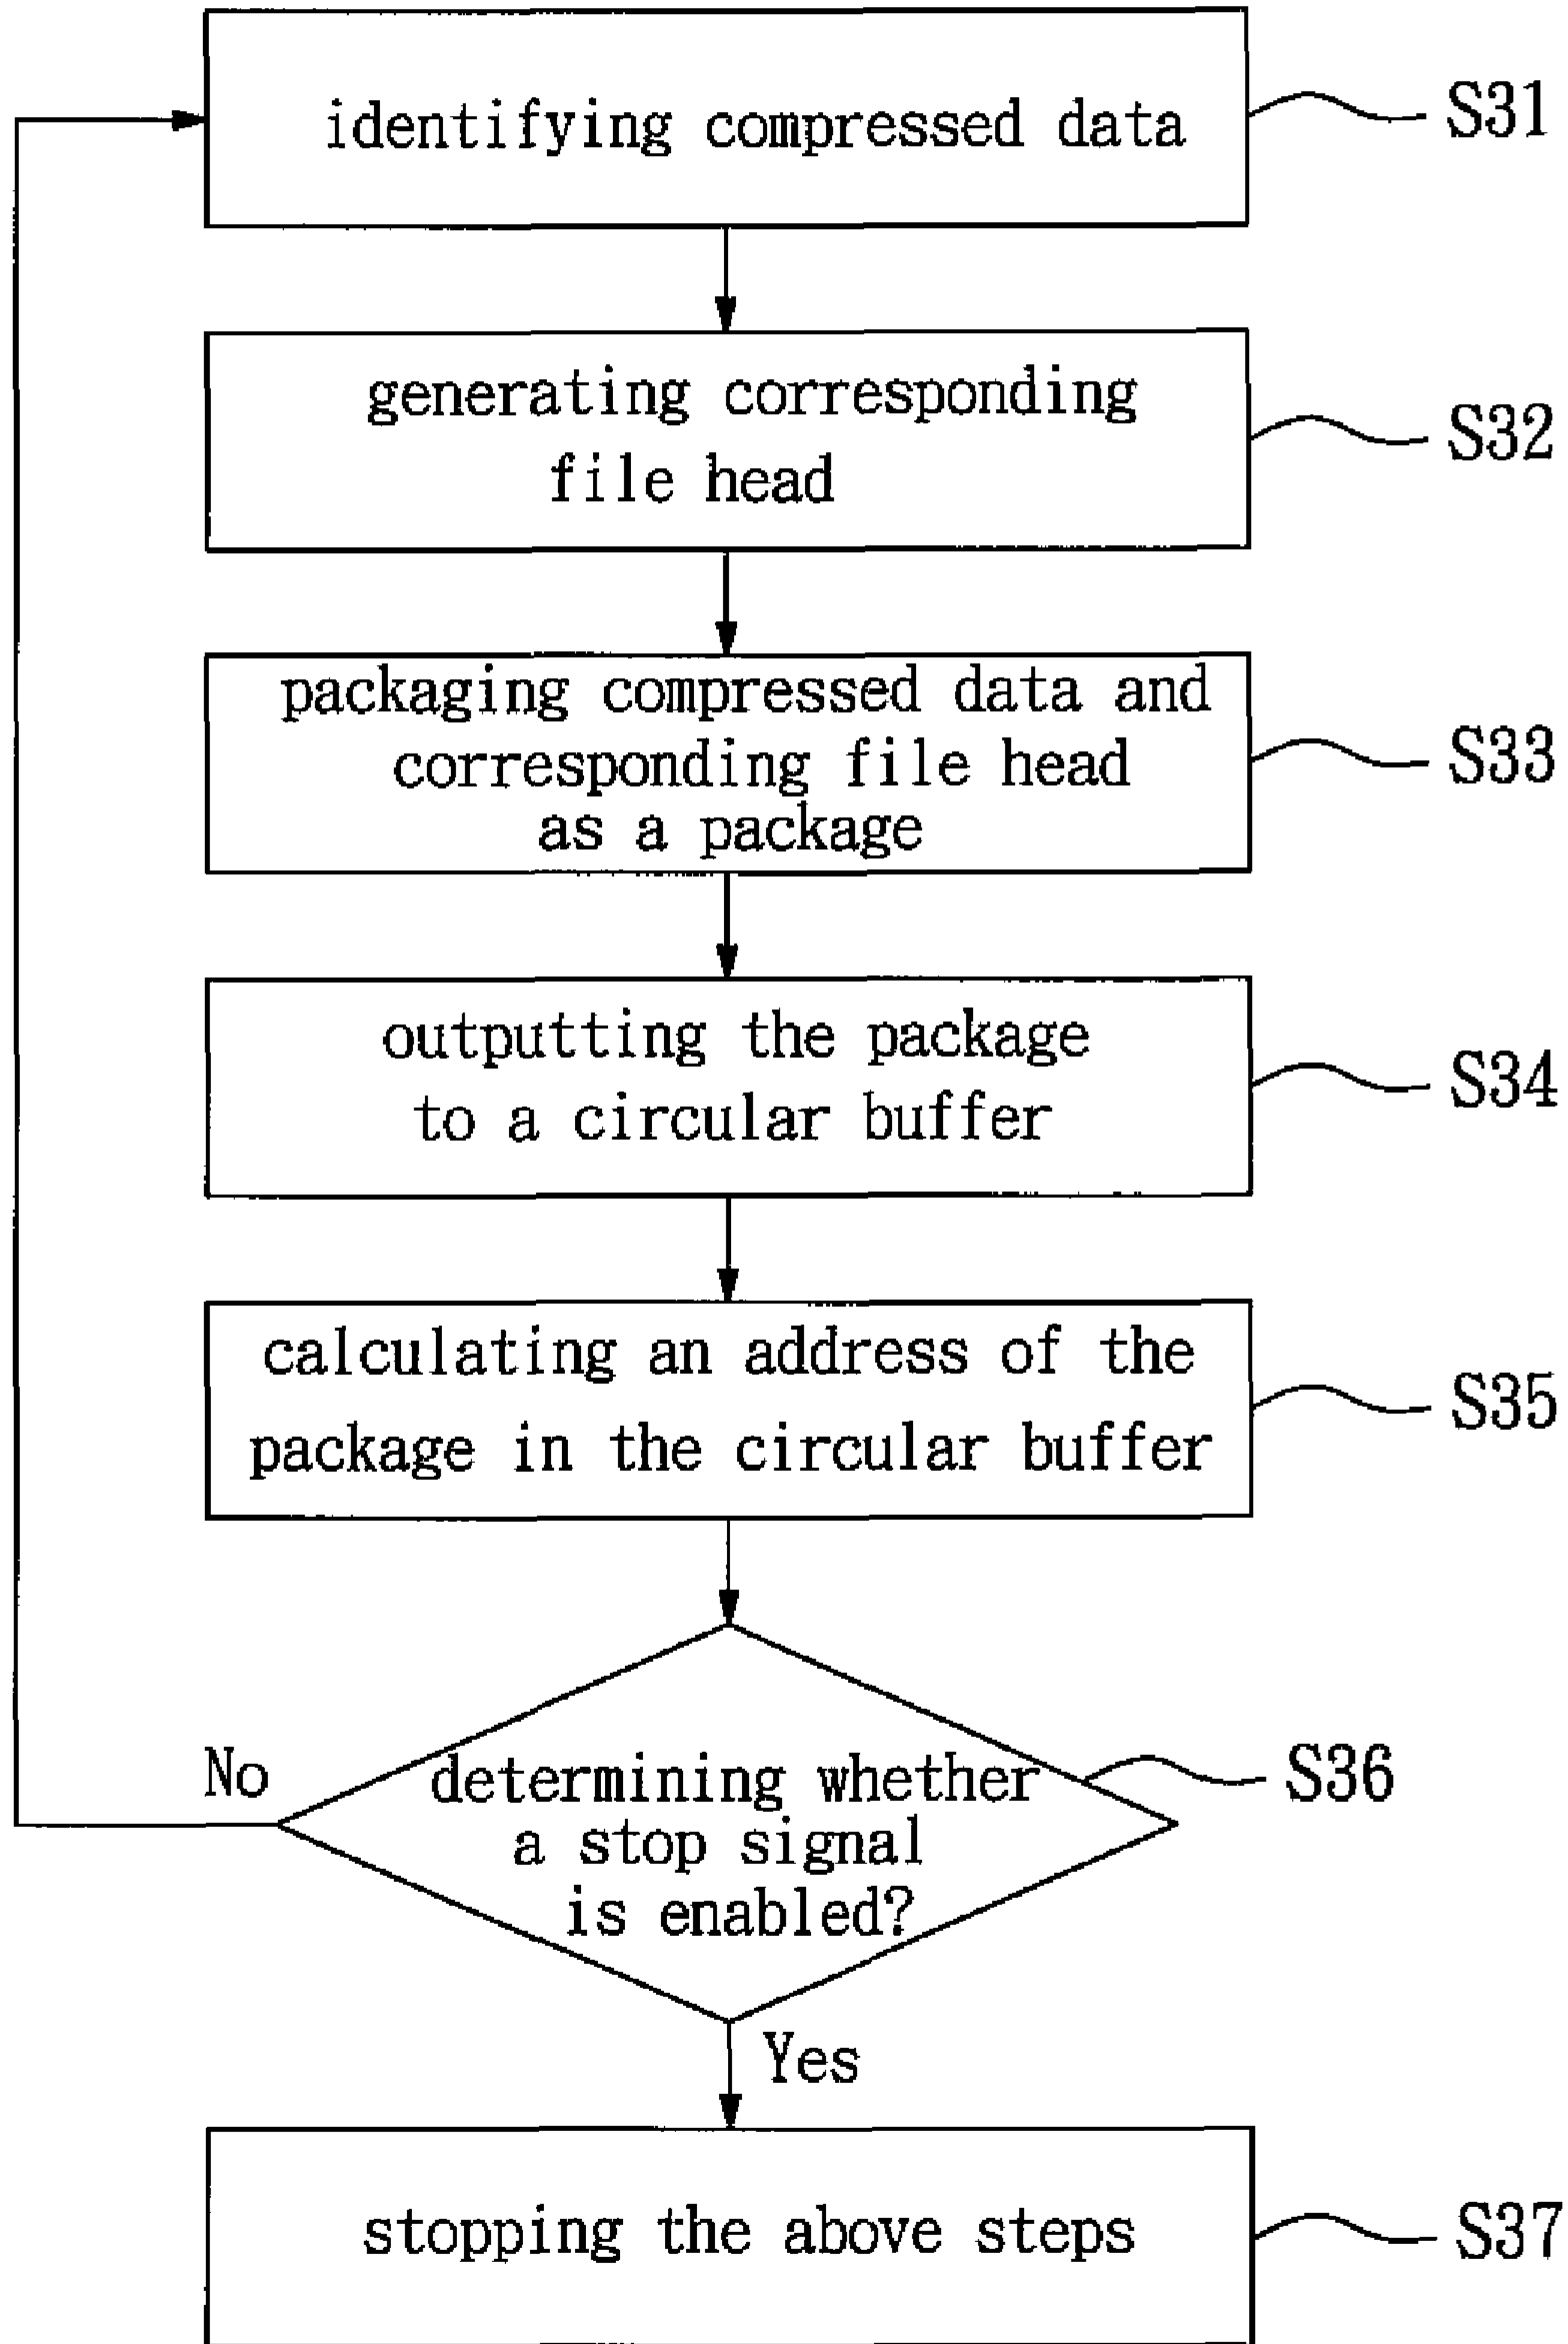 identifying compressed data
S31
generating corresponding
file head
S32
packaging compressed data and
corresponding file head
as a package
S33
outputting the package
to a circular buffer
S34
calculating an address of the
package in the circular buffer
S35
No
determining whether
a stop signal
is enabled?
S36
Yes
stopping the above steps
S37